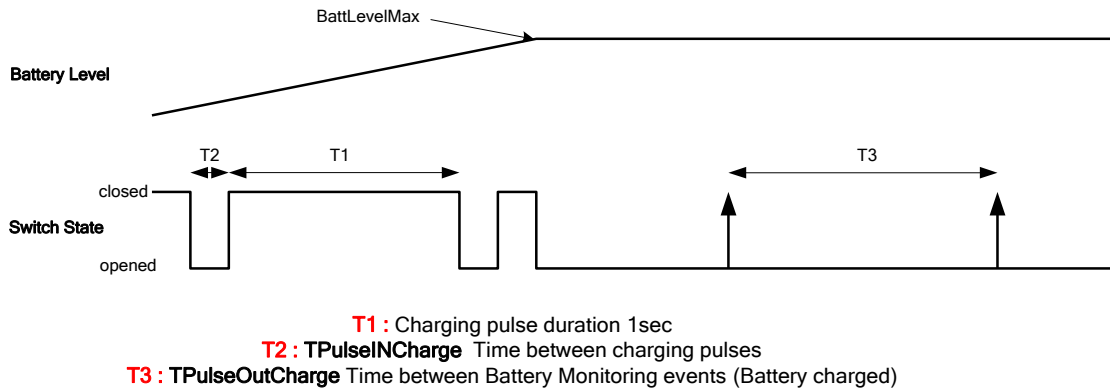 BattLevelMax
Battery Level
T2
T1
T3
closed
Switch State
opened
T1 : Charging pulse duration 1sec
T2 : TPulseINCharge Time between charging pulses
T3 : TPulseOutCharge Time between Battery Monitoring events (Battery charged)